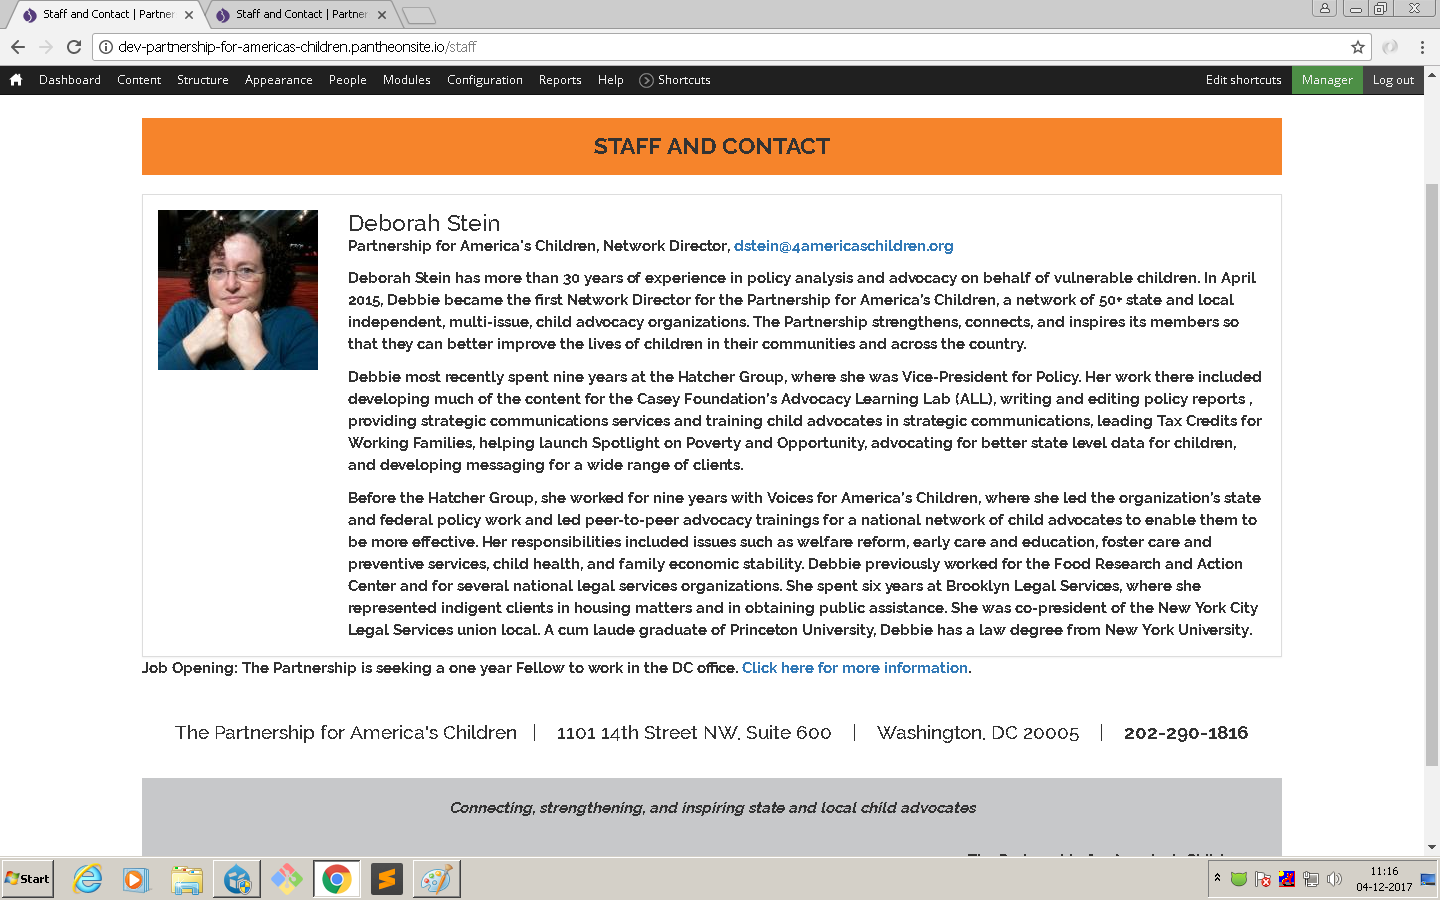 Staff and Contact | Partner
Staff and Contact | Partner
dev-partnership-for-americas-children.pantheonsite.io/staff
Dashboard Content Structure Appearance People Modules Configuration Reports Help Shortcuts Edit shortcuts Manager Log out
STAFF AND CONTACT
Deborah Stein
Partnership for America's Children, Network Director, dstein@4americaschildren.org
Deborah Stein has more than 30 years of experience in policy analysis and advocacy on behalf of vulnerable children. In April
2015, Debbie became the first Network Director for the Partnership for America's Children, a network of 50+ state and local
independent, multi-issue, child advocacy organizations. The Partnership strengthens, connects, and inspires its members so
that they can better improve the lives of children in their communities and across the country.
Debbie most recently spent nine years at the Hatcher Group, where she was Vice-President for Policy. Her work there included
developing much of the content for the Casey Foundation's Advocacy Learning Lab (ALL), writing and editing policy reports ,
providing strategic communications services and training child advocates in strategic communications, leading Tax Credits for
Working Families, helping launch Spotlight on Poverty and Opportunity, advocating for better state level data for children,
and developing messaging for a wide range of clients.
Before the Hatcher Group, she worked for nine years with Voices for America's Children, where she led the organization's state
and federal policy work and led peer-to-peer advocacy trainings for a national network of child advocates to enable them to
be more effective. Her responsibilities included issues such as welfare reform, early care and education, foster care and
preventive services, child health, and family economic stability. Debbie previously worked for the Food Research and Action
Center and for several national legal services organizations. She spent six years at Brooklyn Legal Services, where she
represented indigent clients in housing matters and in obtaining public assistance. She was co-president of the New York City
Legal Services union local. A cum laude graduate of Princeton University, Debbie has a law degree from New York University.
Job Opening: The Partnership is seeking a one year Fellow to work in the DC office. Click here for more information.
The Partnership for America's Children | 1101 14th Street NW, Suite 600 | Washington, DC 20005 | 202-290-1816
Connecting, strengthening, and inspiring state and local child advocates
Start
11:16
04-12-2017